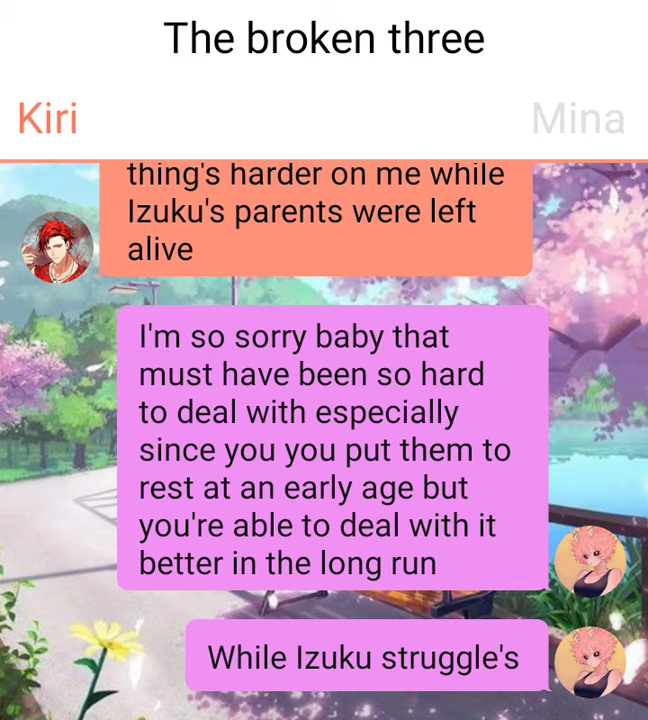 The broken three
Kiri
Mina
thing's harder on me while
Izuku's parents were left
alive
I'm so sorry baby that
must have been so hard
to deal with especially
since you you put them to
rest at an early age but
you're able to deal with it
better in the long run
While Izuku struggle's